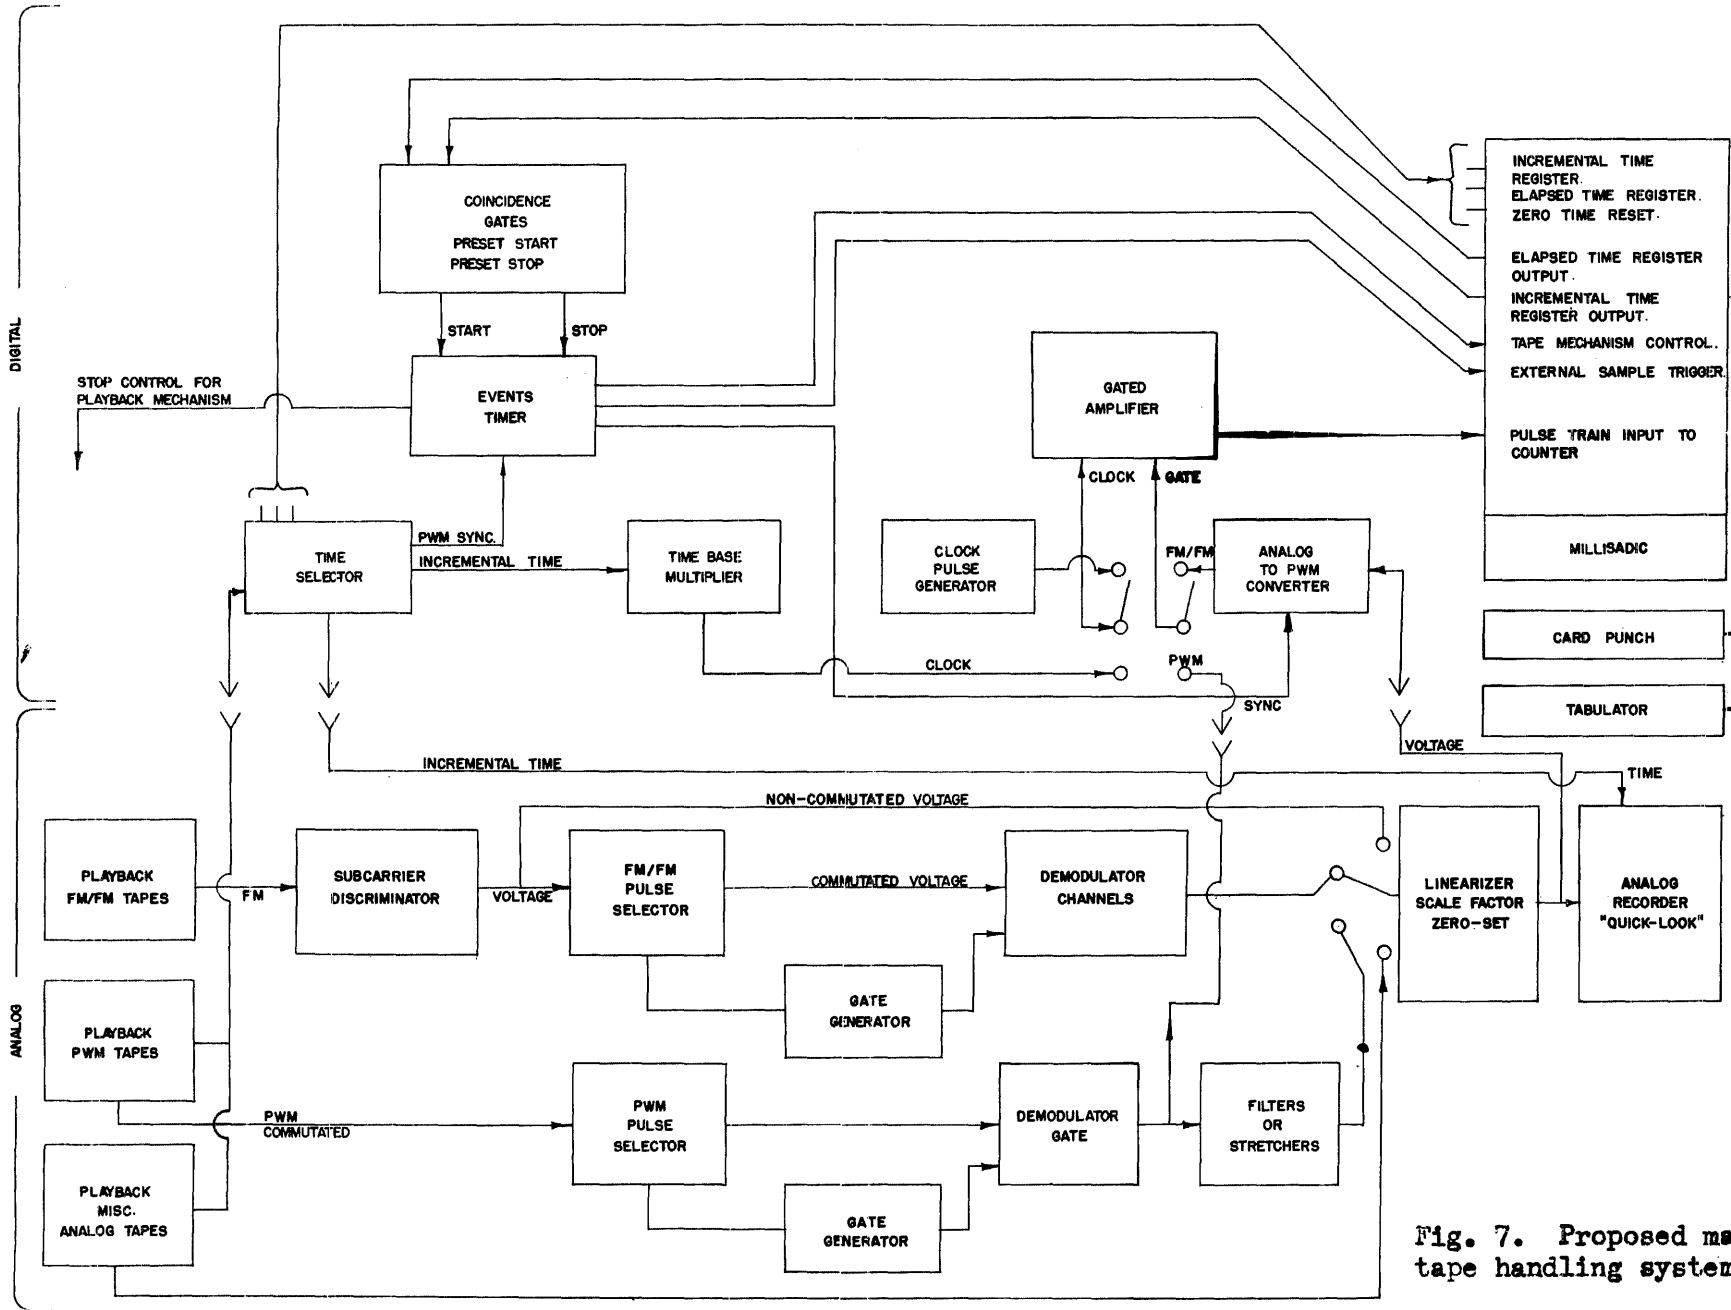 DIGITAL
COINCIDENCE
GATES
PRESET START
PRESET STOP
START
STOP
STOP CONTROL FOR
PLAYBACK MECHANISM
EVENTS
TIMER
GATED
AMPLIFIER
INCREMENTAL TIME
REGISTER.
ELAPSED TIME REGISTER.
ZERO TIME RESET.
ELAPSED TIME REGISTER
OUTPUT.
INCREMENTAL TIME
REGISTER OUTPUT.
TAPE MECHANISM CONTROL.
EXTERNAL SAMPLE TRIGGER.
PULSE TRAIN INPUT TO
COUNTER
MILLISADIC
CARD PUNCH
TABULATOR
CLOCK
GATE
TIME
SELECTOR
PWM SYNC.
INCREMENTAL TIME
TIME BASE
MULTIPLIER
CLOCK
PULSE
GENERATOR
FM/FM
ANALOG
TO PWM
CONVERTER
CLOCK
PWM
SYNC
VOLTAGE
ANALOG
INCREMENTAL TIME
TIME
NON-COMMUTATED VOLTAGE
PLAYBACK
FM/FM TAPES
FM
SUBCARRIER
DISCRIMINATOR
VOLTAGE
FM/FM
PULSE
SELECTOR
COMMUTATED VOLTAGE
DEMODULATOR
CHANNELS
LINEARIZER
SCALE FACTOR
ZERO-SET
ANALOG
RECORDER
"QUICK-LOOK"
GATE
GENERATOR
PLAYBACK
PWM TAPES
PWM
COMMUTATED
PWM
PULSE
SELECTOR
DEMODULATOR
GATE
FILTERS
OR
STRETCHERS
PLAYBACK
MISC.
ANALOG TAPES
GATE
GENERATOR
Fig. 7. Proposed ma
tape handling system